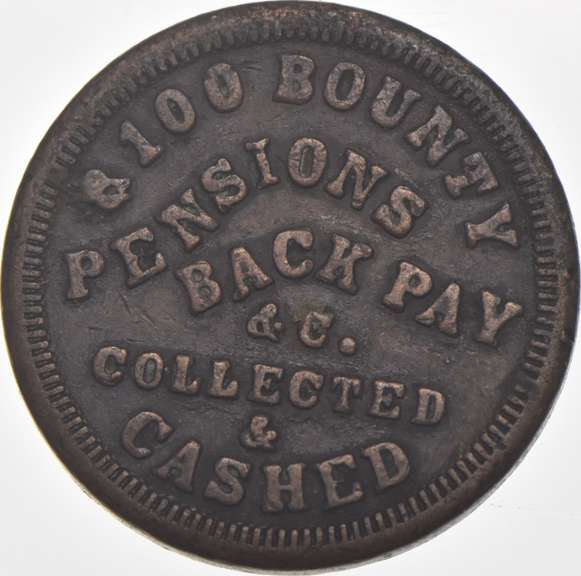 & 100 BOUNTY
PENSIONS
BACK PAY
& C.
COLLECTED
&
CASHED